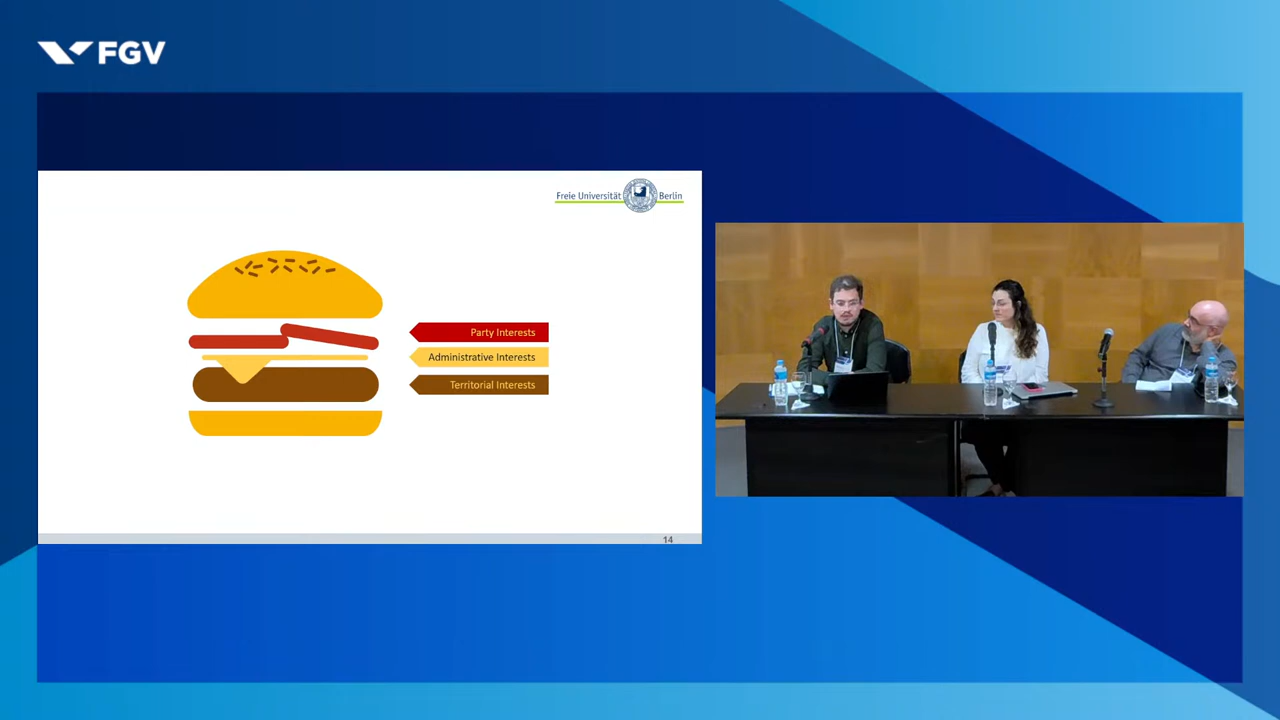 FGV
Freie Universität Berlin
Party Interests
Administrative Interests
Territorial Interests
14